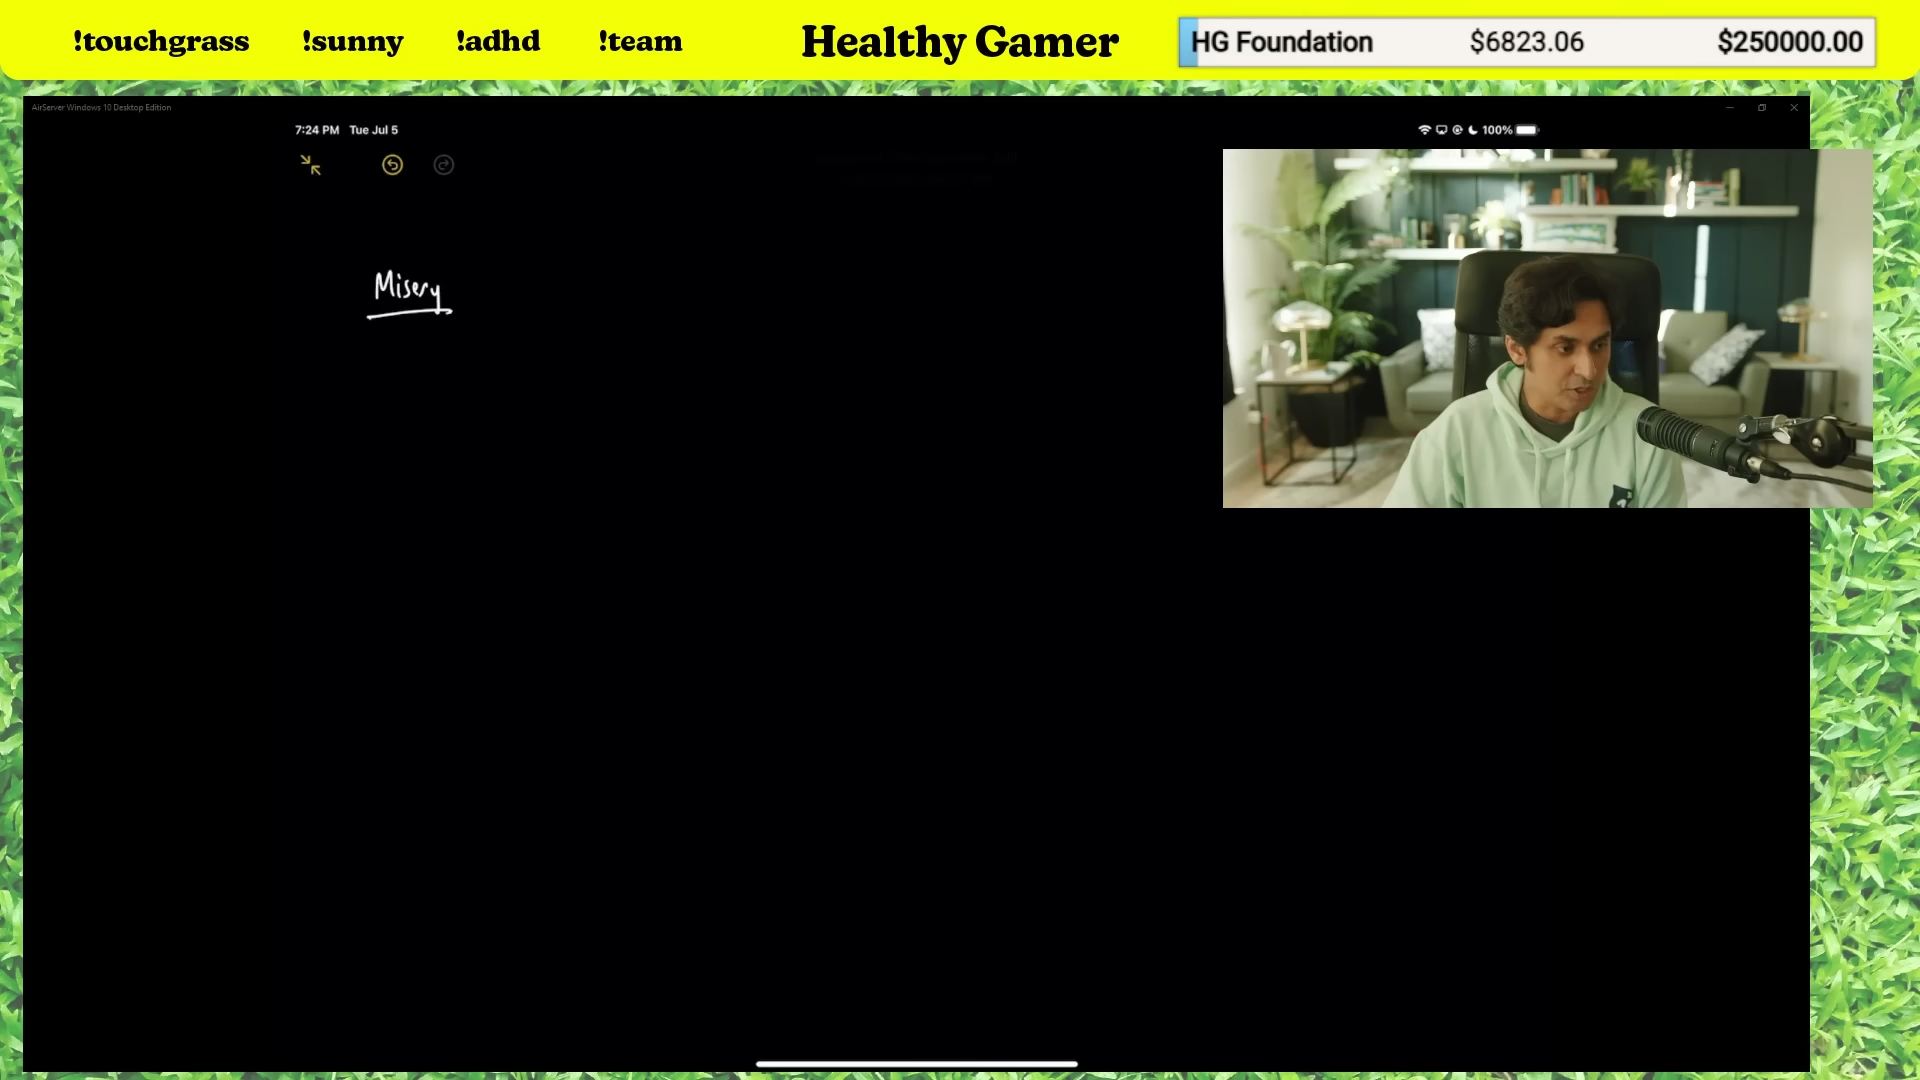 !touchgrass !sunny !adhd !team Healthy Gamer HG Foundation $6823.06 $250000.00
AirServer Windows 10 Desktop Edition
7:24 PM Tue Jul 5 100%
Misery